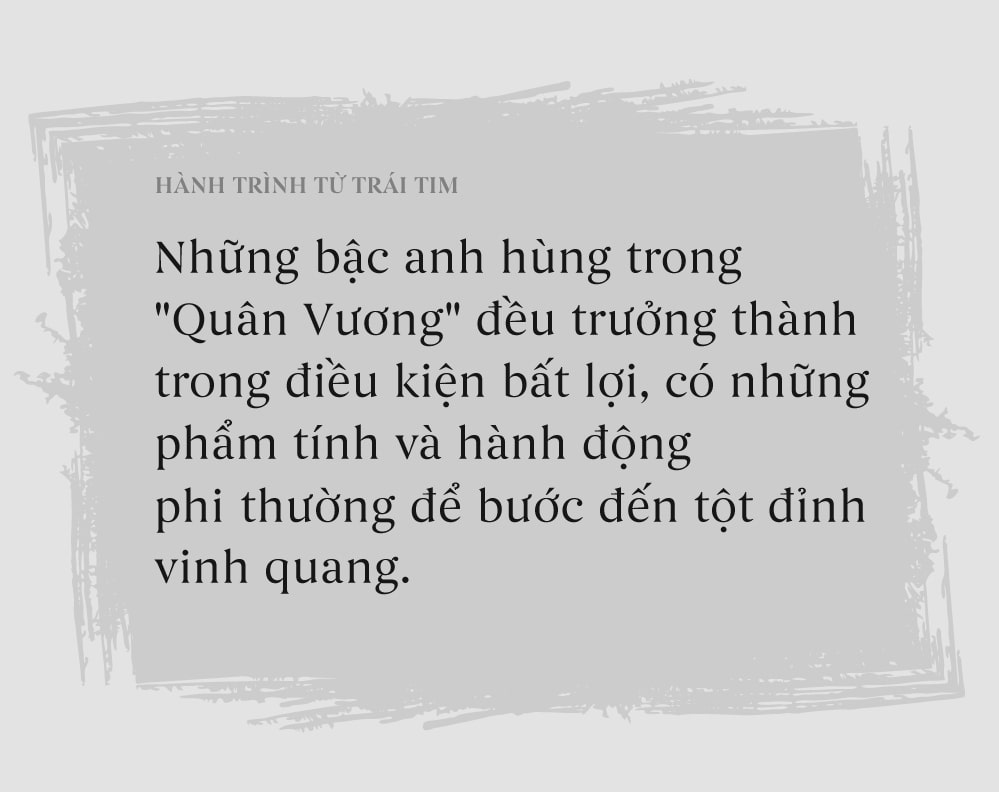 HÀNH TRÌNH TỪ TRÁI TIM
Những bậc anh hùng trong
"Quân Vương" đều trưởng thành
trong điều kiện bất lợi, có những
phẩm tính và hành động
phi thường để bước đến tột đỉnh
vinh quang.